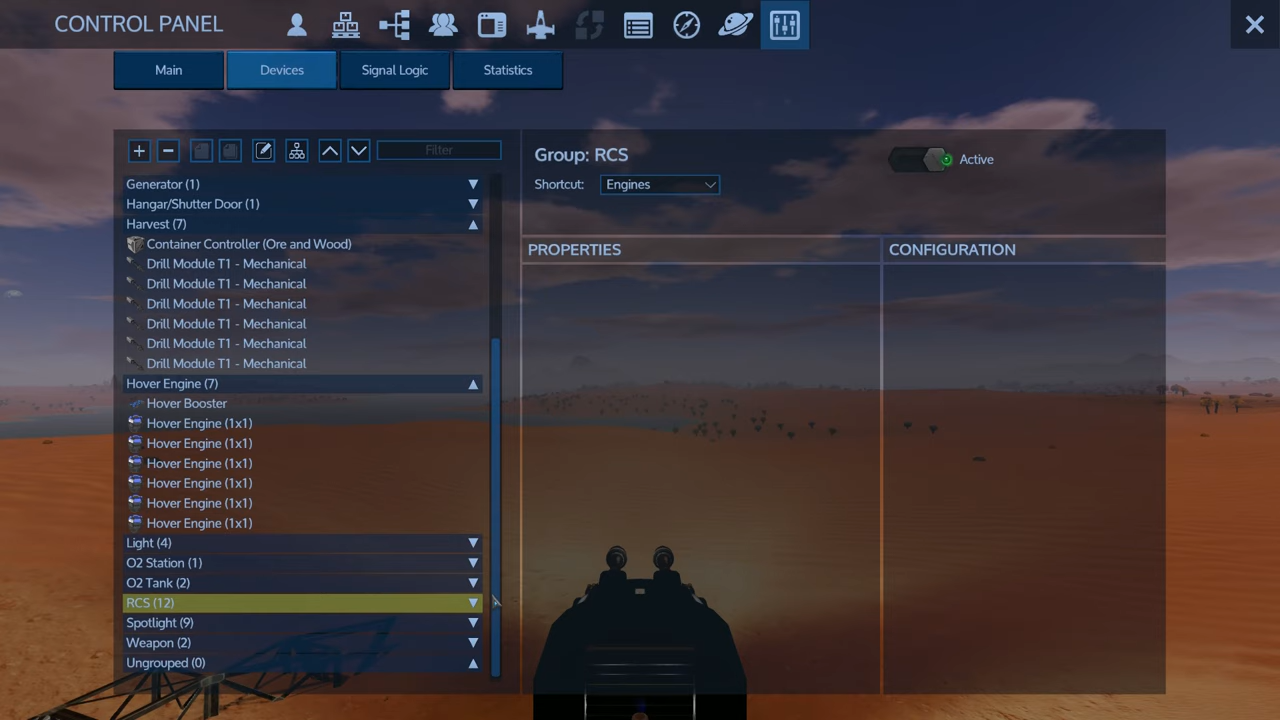 CONTROL PANEL
Main
Devices
Signal Logic
Statistics
Filter
Generator (1)
Hangar/Shutter Door (1)
Harvest (7)
Container Controller (Ore and Wood)
Drill Module T1 - Mechanical
Drill Module T1 - Mechanical
Drill Module T1 - Mechanical
Drill Module T1 - Mechanical
Drill Module T1 - Mechanical
Drill Module T1 - Mechanical
Hover Engine (7)
Hover Booster
Hover Engine (1x1)
Hover Engine (1x1)
Hover Engine (1x1)
Hover Engine (1x1)
Hover Engine (1x1)
Hover Engine (1x1)
Light (4)
O2 Station (1)
O2 Tank (2)
RCS (12)
Spotlight (9)
Weapon (2)
Ungrouped (0)
Group: RCS
Active
Shortcut: Engines
PROPERTIES
CONFIGURATION